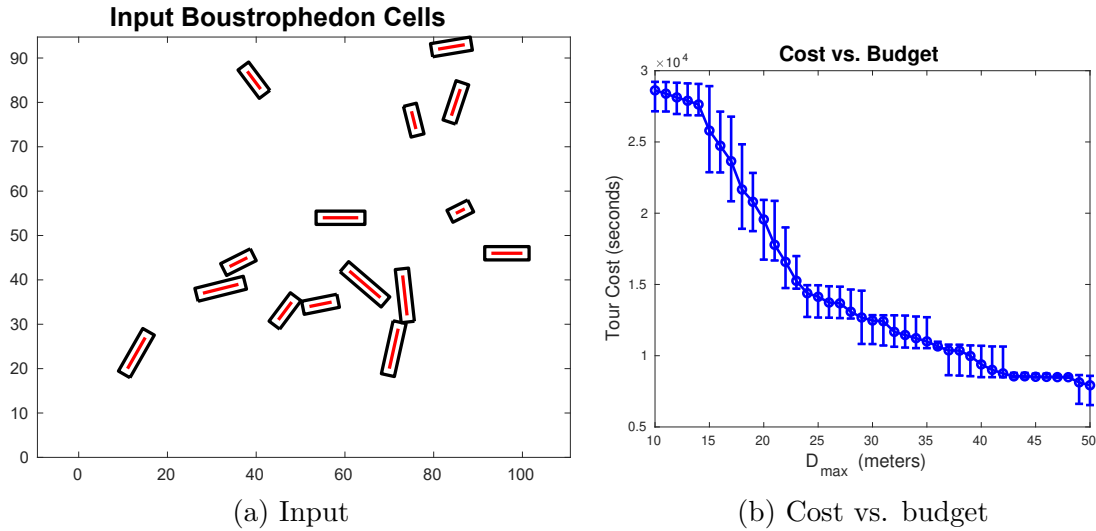 Input Boustrophedon Cells
90
80
70
60
50
40
30
20
10
0
0 20 40 60 80 100
(a) Input
Cost vs. Budget
×10⁴
3
2.5
2
1.5
1
0.5
Tour Cost (seconds)
10 15 20 25 30 35 40 45 50
D_max (meters)
(b) Cost vs. budget